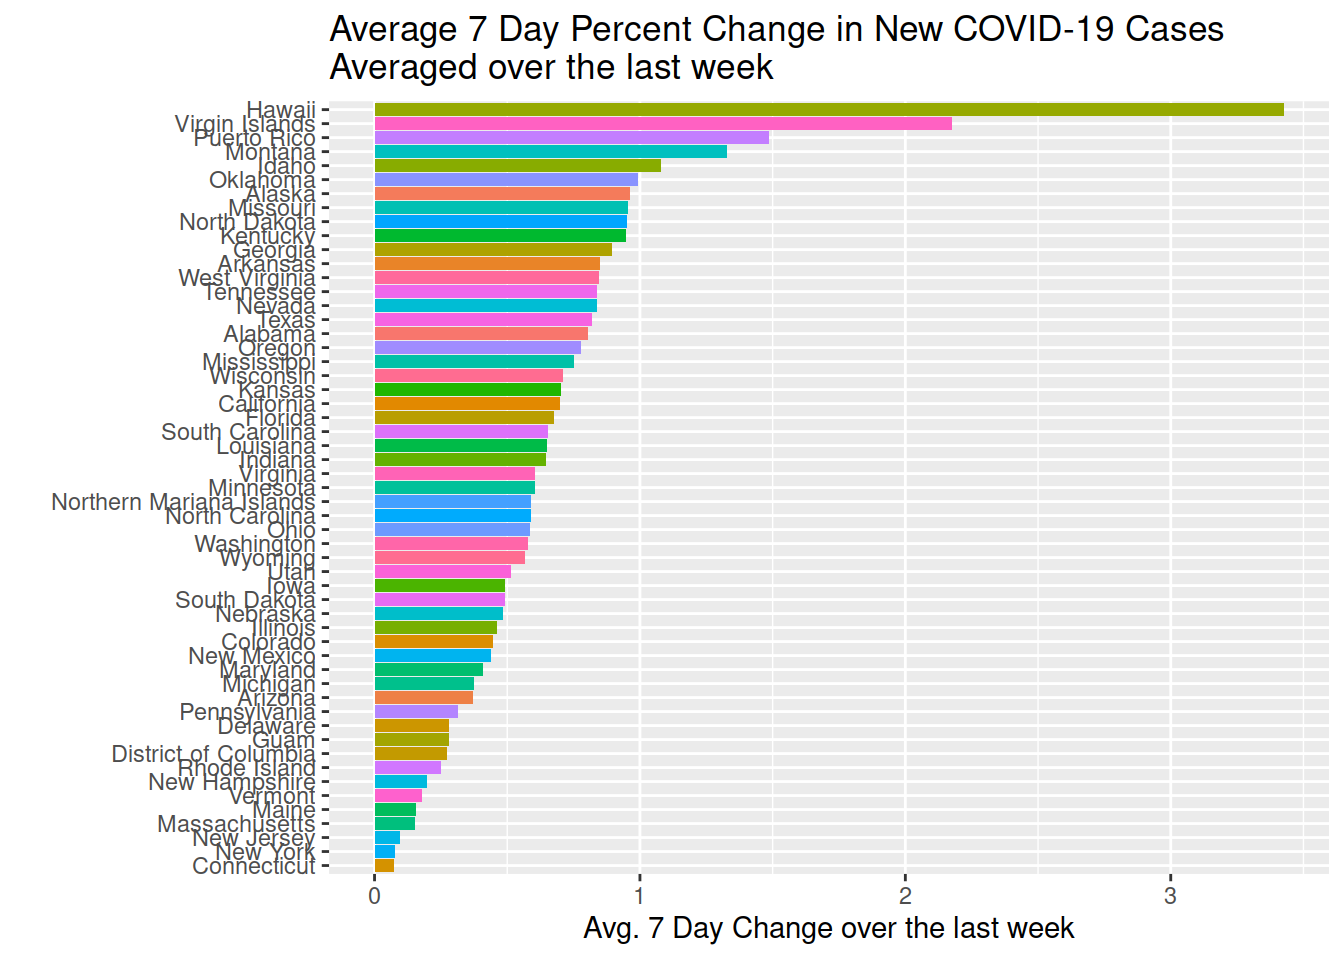 Average 7 Day Percent Change in New COVID-19 Cases
Averaged over the last week
Hawaii
Virgin Islands
Puerto Rico
Montana
Idaho
Oklahoma
Alaska
Missouri
North Dakota
Kentucky
Georgia
Arkansas
West Virginia
Tennessee
Nevada
Texas
Alabama
Oregon
Mississippi
Wisconsin
Kansas
California
Florida
South Carolina
Louisiana
Indiana
Virginia
Minnesota
Northern Mariana Islands
North Carolina
Ohio
Washington
Wyoming
Utah
Iowa
South Dakota
Nebraska
Illinois
Colorado
New Mexico
Maryland
Michigan
Arizona
Pennsylvania
Delaware
Guam
District of Columbia
Rhode Island
New Hampshire
Vermont
Maine
Massachusetts
New Jersey
New York
Connecticut
0 1 2 3
Avg. 7 Day Change over the last week